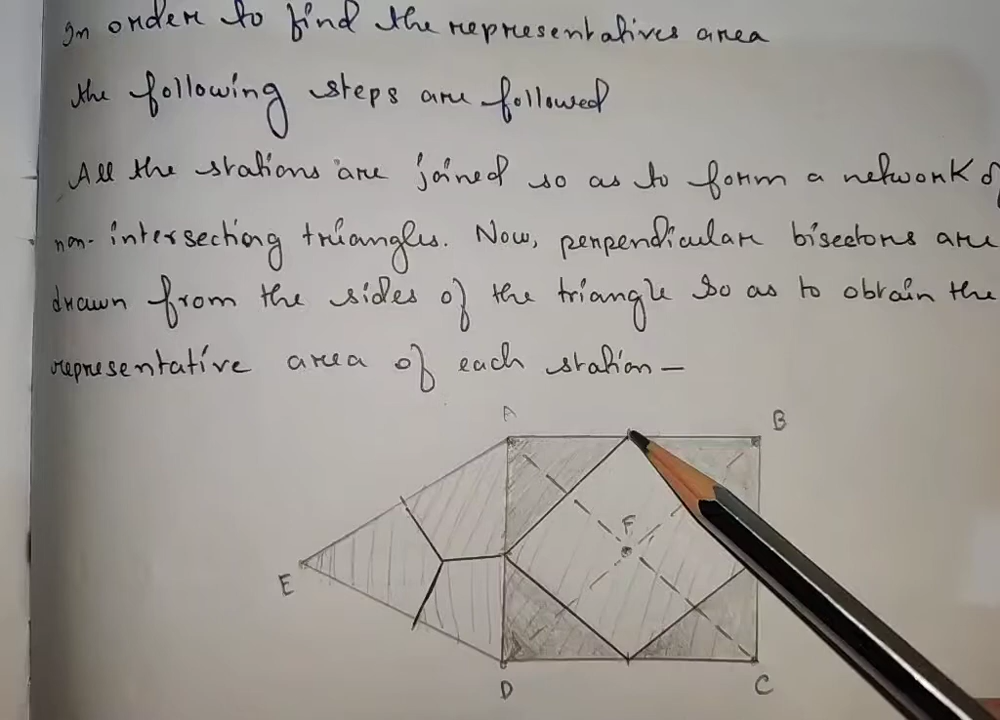 In order to find the representatives area
the following steps are followed
All the stations are joined so as to form a network of
non-intersecting triangles. Now, perpendicular bisectors are
drawn from the sides of the triangle so as to obtain the
representative area of each station—
A
B
F
E
D
C